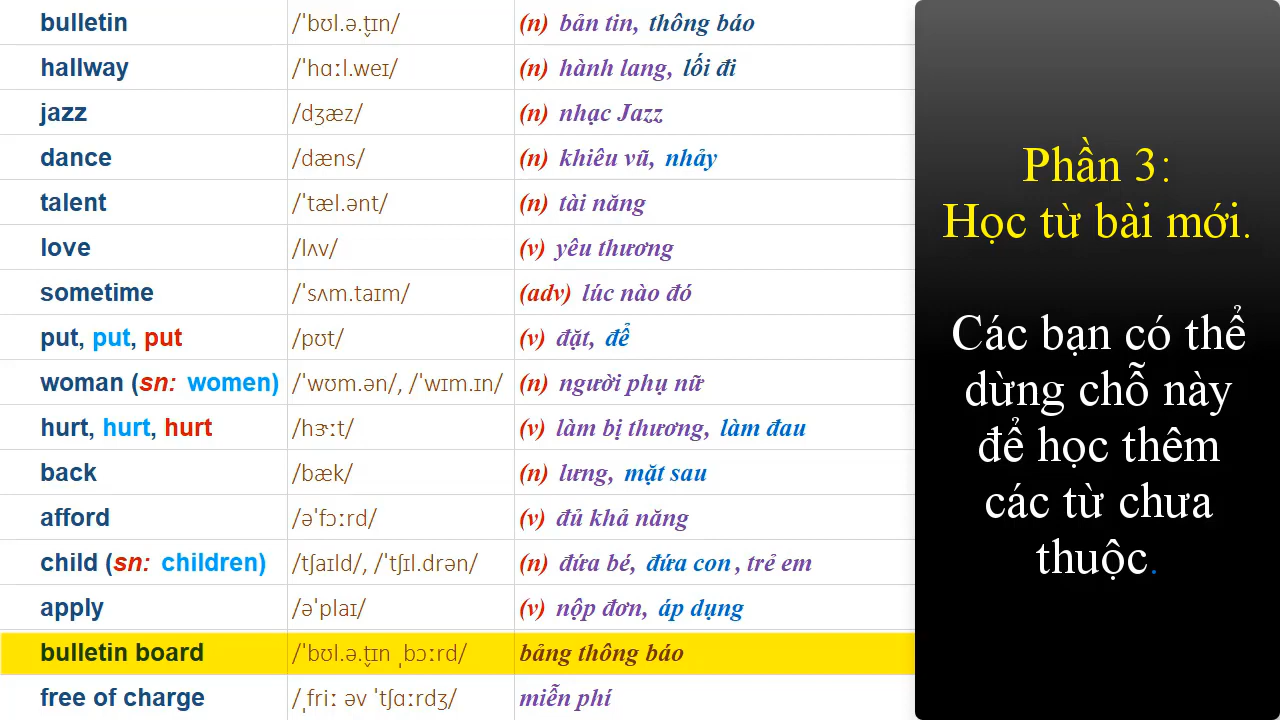 bulletin /ˈbʊl.ə.t̬ɪn/ (n) bản tin, thông báo
hallway /ˈhɑːl.weɪ/ (n) hành lang, lối đi
jazz /dʒæz/ (n) nhạc Jazz
dance /dæns/ (n) khiêu vũ, nhảy
talent /ˈtæl.ənt/ (n) tài năng
love /lʌv/ (v) yêu thương
sometime /ˈsʌm.taɪm/ (adv) lúc nào đó
put, put, put /pʊt/ (v) đặt, để
woman (sn: women) /ˈwʊm.ən/, /ˈwɪm.ɪn/ (n) người phụ nữ
hurt, hurt, hurt /hɝːt/ (v) làm bị thương, làm đau
back /bæk/ (n) lưng, mặt sau
afford /əˈfɔːrd/ (v) đủ khả năng
child (sn: children) /tʃaɪld/, /ˈtʃɪl.drən/ (n) đứa bé, đứa con, trẻ em
apply /əˈplaɪ/ (v) nộp đơn, áp dụng
bulletin board /ˈbʊl.ə.t̬ɪn ˌbɔːrd/ bảng thông báo
free of charge /ˌfriː əv ˈtʃɑːrdʒ/ miễn phí
Phần 3:
Học từ bài mới.
Các bạn có thể
dừng chỗ này
để học thêm
các từ chưa
thuộc.